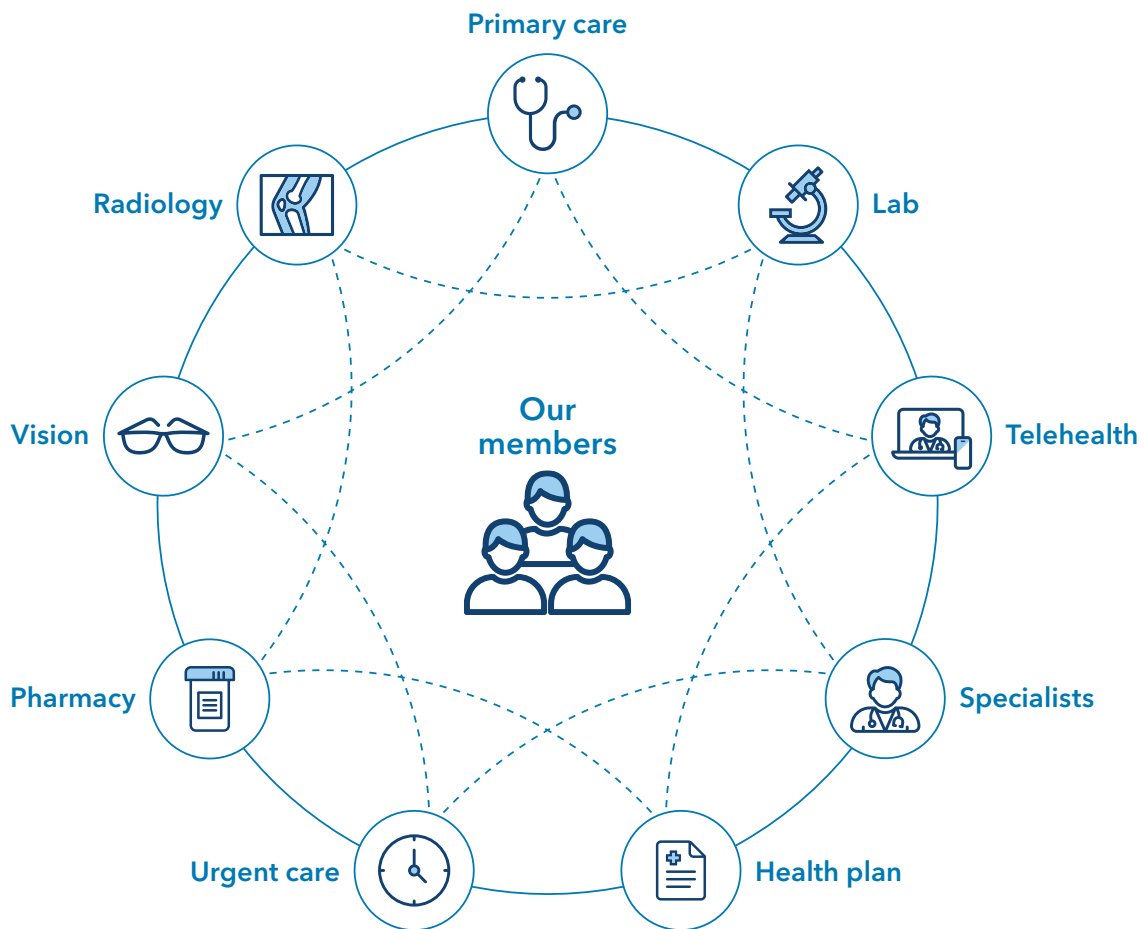 Primary care
Radiology
Lab
Our
members
Vision
Telehealth
Pharmacy
Specialists
Urgent care
Health plan